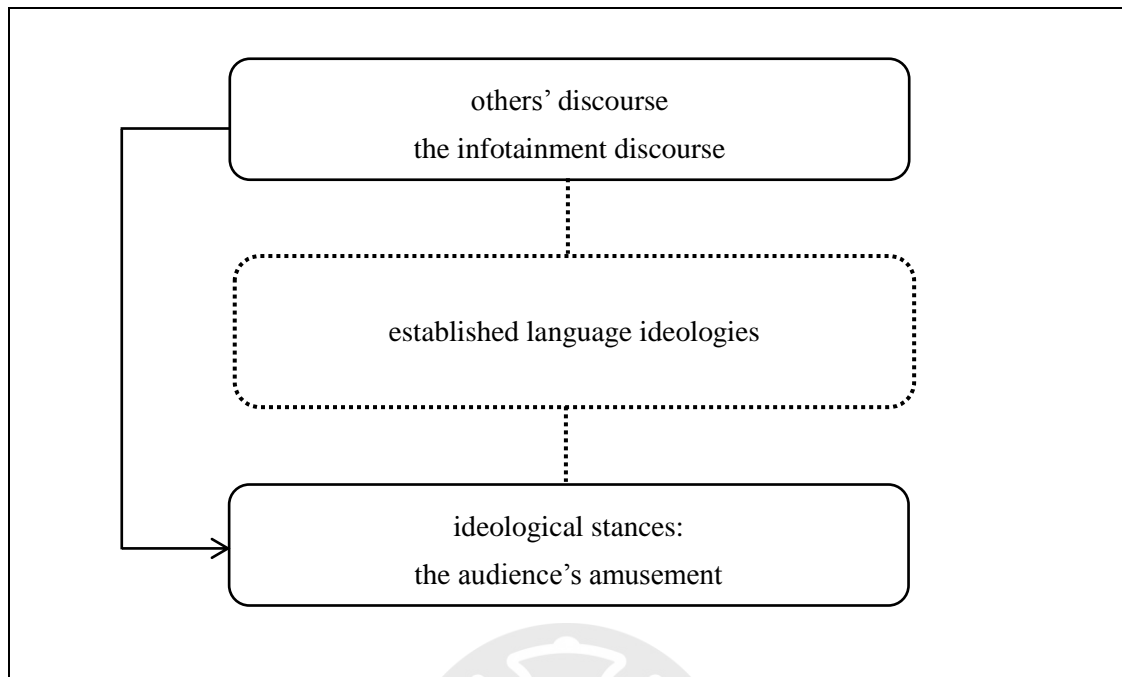 others’ discourse
the infotainment discourse
established language ideologies
ideological stances:
the audience’s amusement